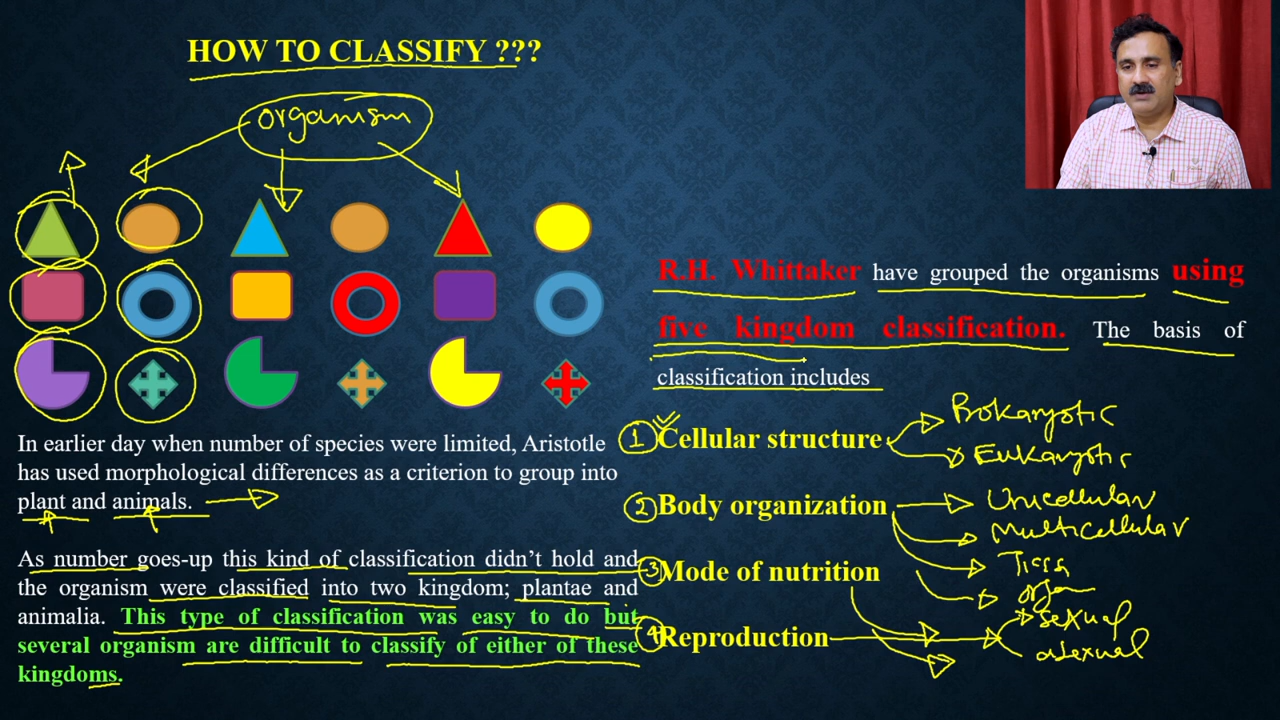 HOW TO CLASSIFY ???
organism
In earlier day when number of species were limited, Aristotle
has used morphological differences as a criterion to group into
plant and animals.
As number goes-up this kind of classification didn't hold and
the organism were classified into two kingdom; plantae and
animalia. This type of classification was easy to do but
several organism are difficult to classify of either of these
kingdoms.
R.H. Whittaker have grouped the organisms using
five kingdom classification. The basis of
classification includes
1 Cellular structure
Prokaryotic
Eukaryotic
2 Body organization
Unicellular
Multicellular
3 Mode of nutrition
4 Reproduction
sexual
asexual